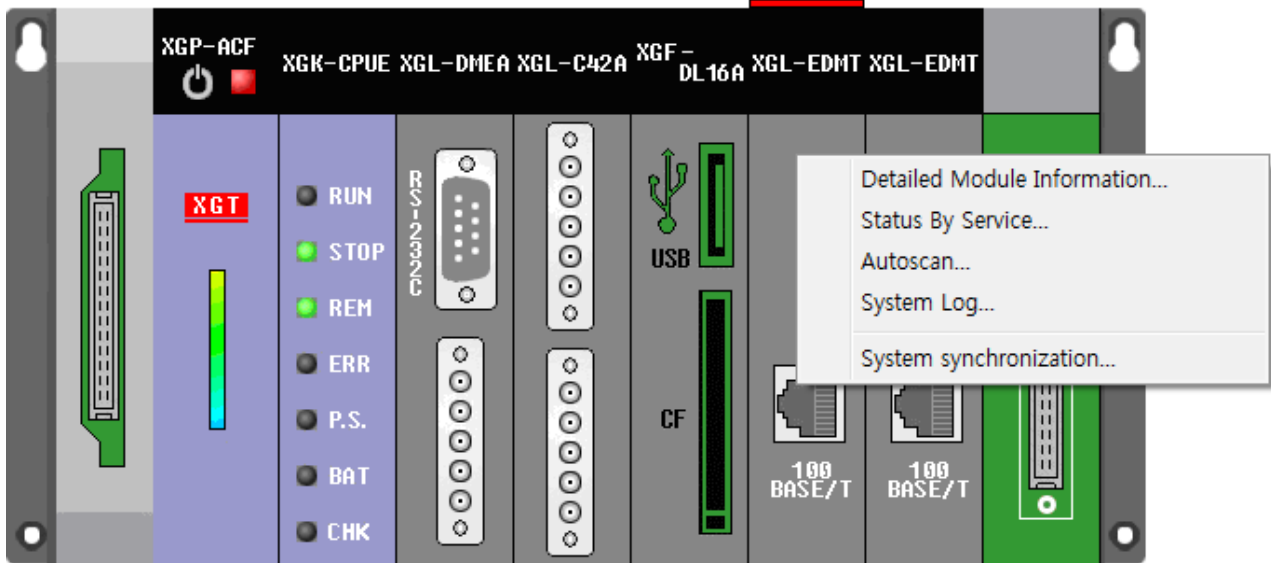 XGP-ACF
XGK-CPUE
XGL-DMEA
XGL-C42A
XGF-
DL16A
XGL-EDMT
XGL-EDMT
XGT
RUN
STOP
REM
ERR
P.S.
BAT
CHK
RS-232C
USB
CF
100
BASE/T
100
BASE/T
Detailed Module Information...
Status By Service...
Autoscan...
System Log...
System synchronization...